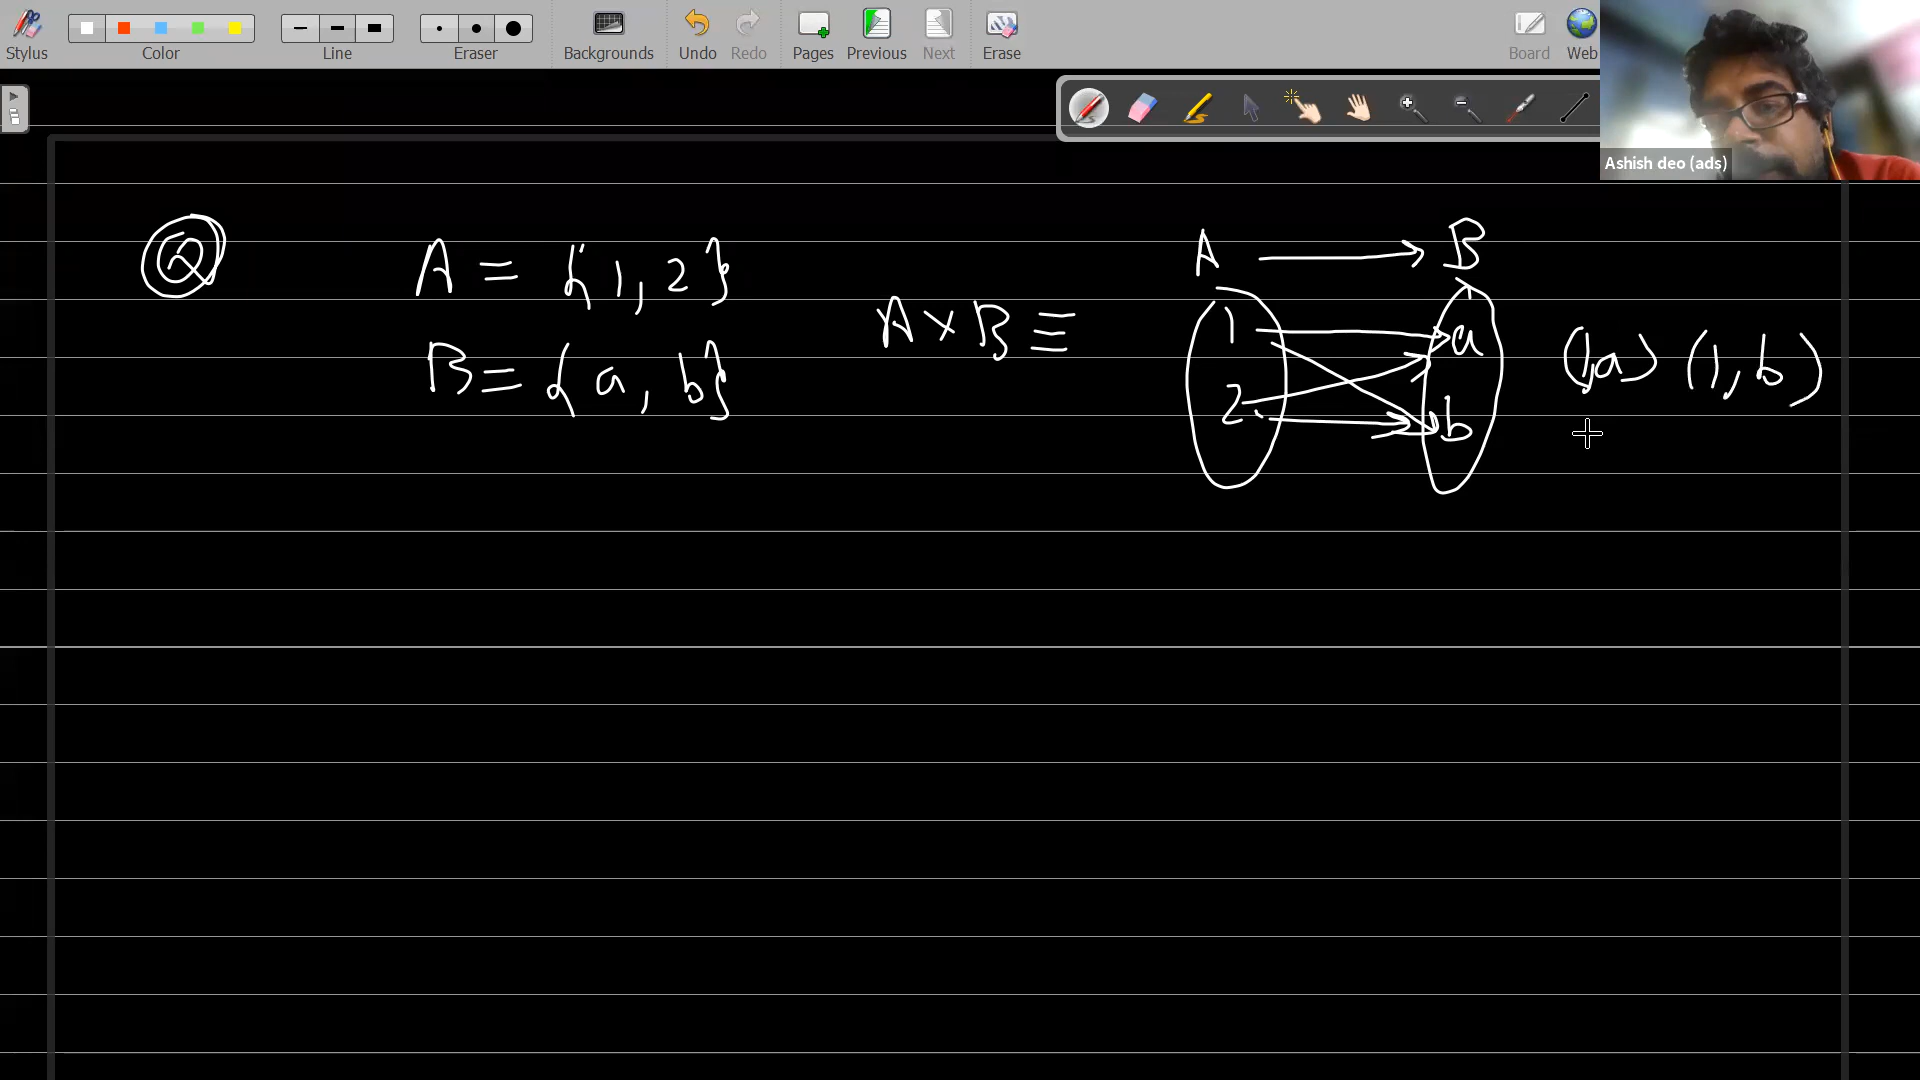 Stylus Color Line Eraser Backgrounds Undo Redo Pages Previous Next Erase Board Web
Ashish deo (ads)
Q A = {1, 2}
B = {a, b}
A × B ≡
A → B
1 a
2 b
(1,a) (1,b)